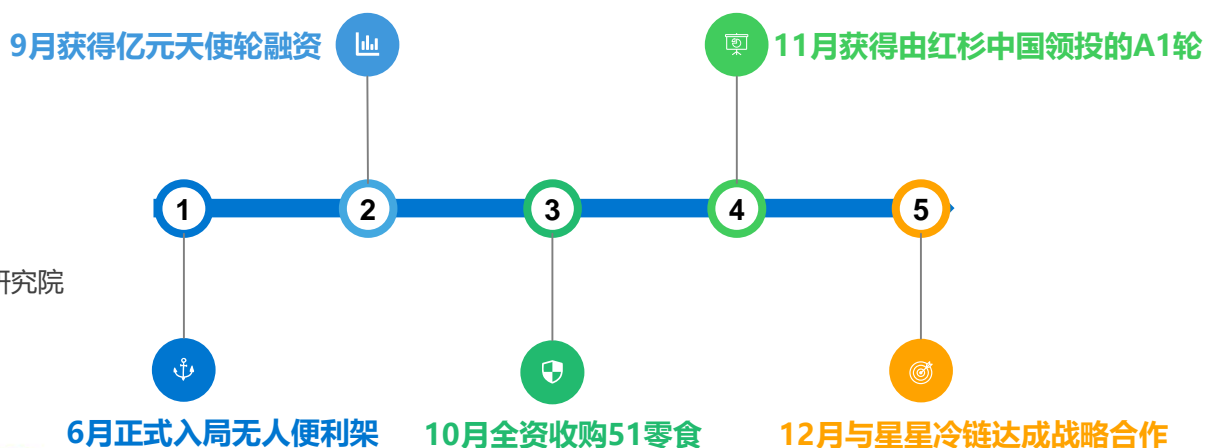 9月获得亿元天使轮融资
11月获得由红杉中国领投的A1轮
1
2
3
4
5
研究院
6月正式入局无人便利架
10月全资收购51零食
12月与星星冷链达成战略合作